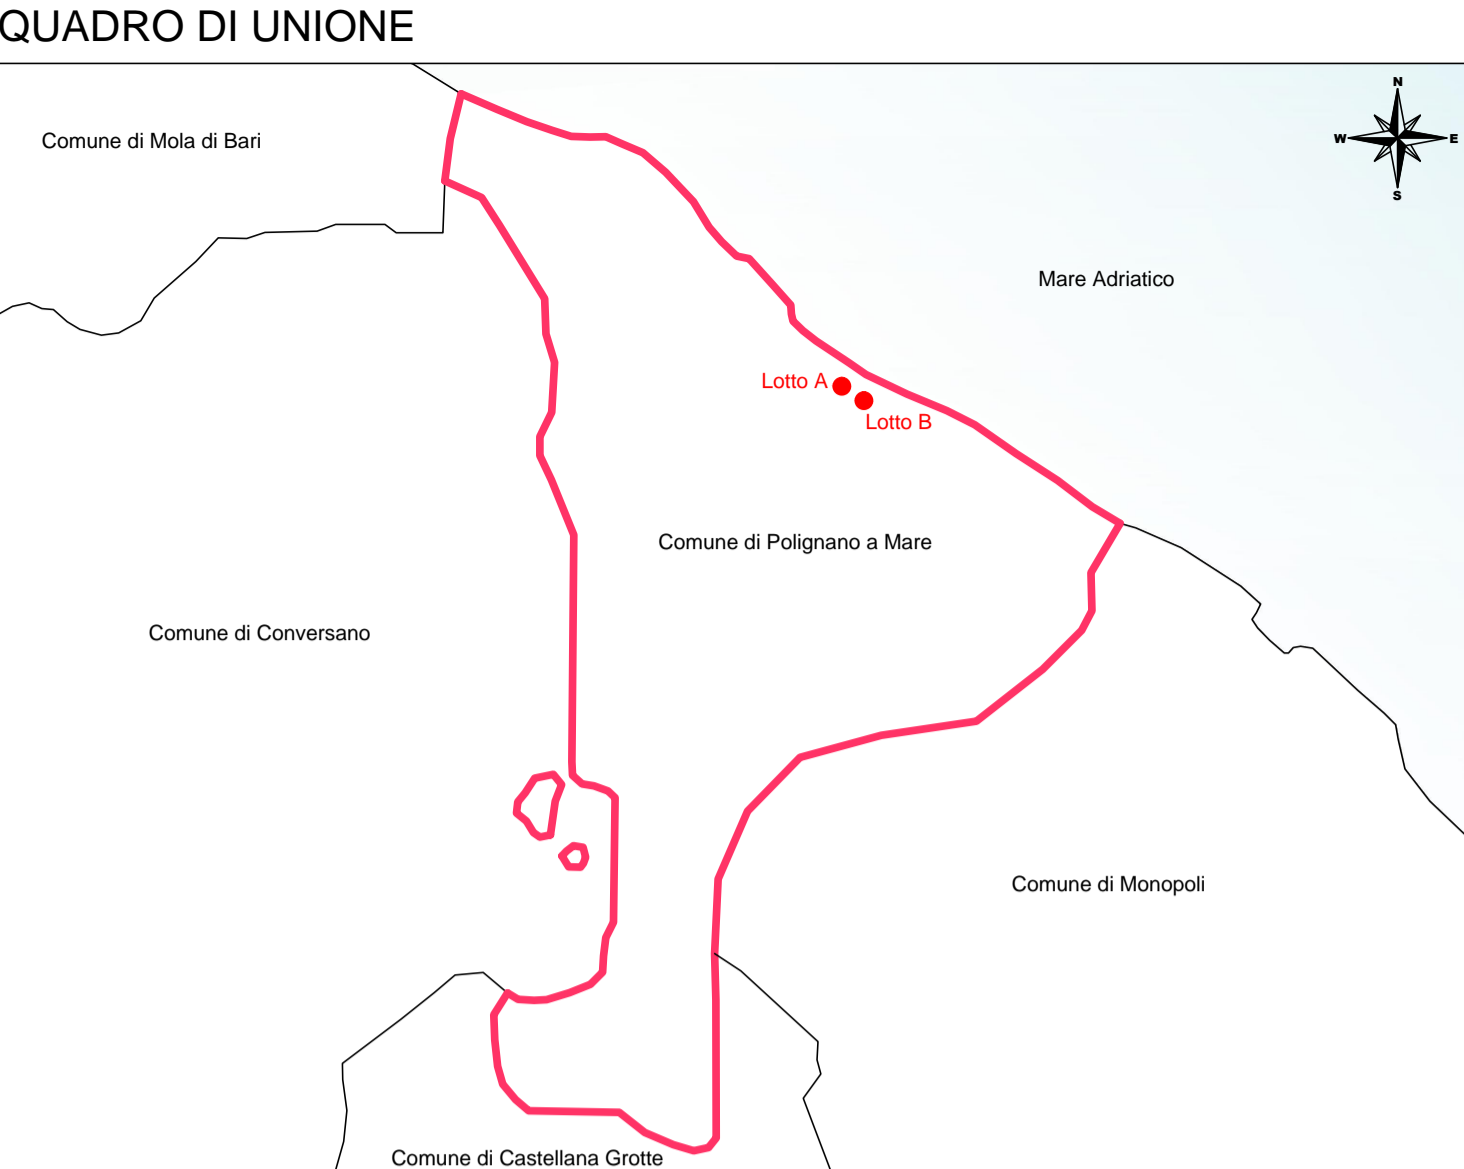 QUADRO DI UNIONE
N
W
E
S
Comune di Mola di Bari
Mare Adriatico
Lotto A
Lotto B
Comune di Polignano a Mare
Comune di Conversano
Comune di Monopoli
Comune di Castellana Grotte